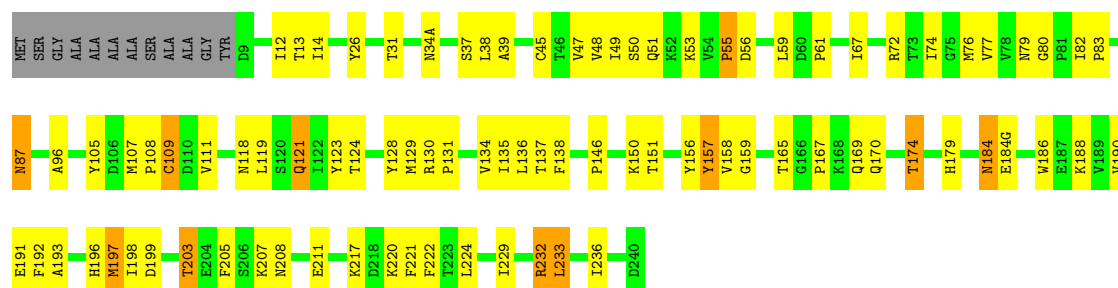 MET SER GLY ALA ALA ALA ALA SER ALA ALA GLY TYR D9 I12 T13 I14 Y26 T31 N34A S37 L38 A39 C45 T46 V47 V48 I49 S50 Q51 K52 K53 V54 P55 D56 L59 D60 P61 I67 R72 T73 I74 G75 M76 V77 V78 N79 G80 P81 I82 P83
N87 A96 Y105 D106 M107 P108 C109 D110 V111 N118 L119 S120 Q121 I122 Y123 T124 Y128 M129 R130 P131 V134 I135 L136 T137 F138 P146 K150 T151 Y156 Y157 V158 G159 T165 G166 P167 K168 Q169 Q170 T174 H179 N184 E184G W186 E187 K188 V189
E191 F192 A193 H196 M197 I198 D199 T203 E204 F205 S206 K207 N208 E211 K217 D218 K220 F221 F222 T223 L224 I229 R232 L233 I236 D240